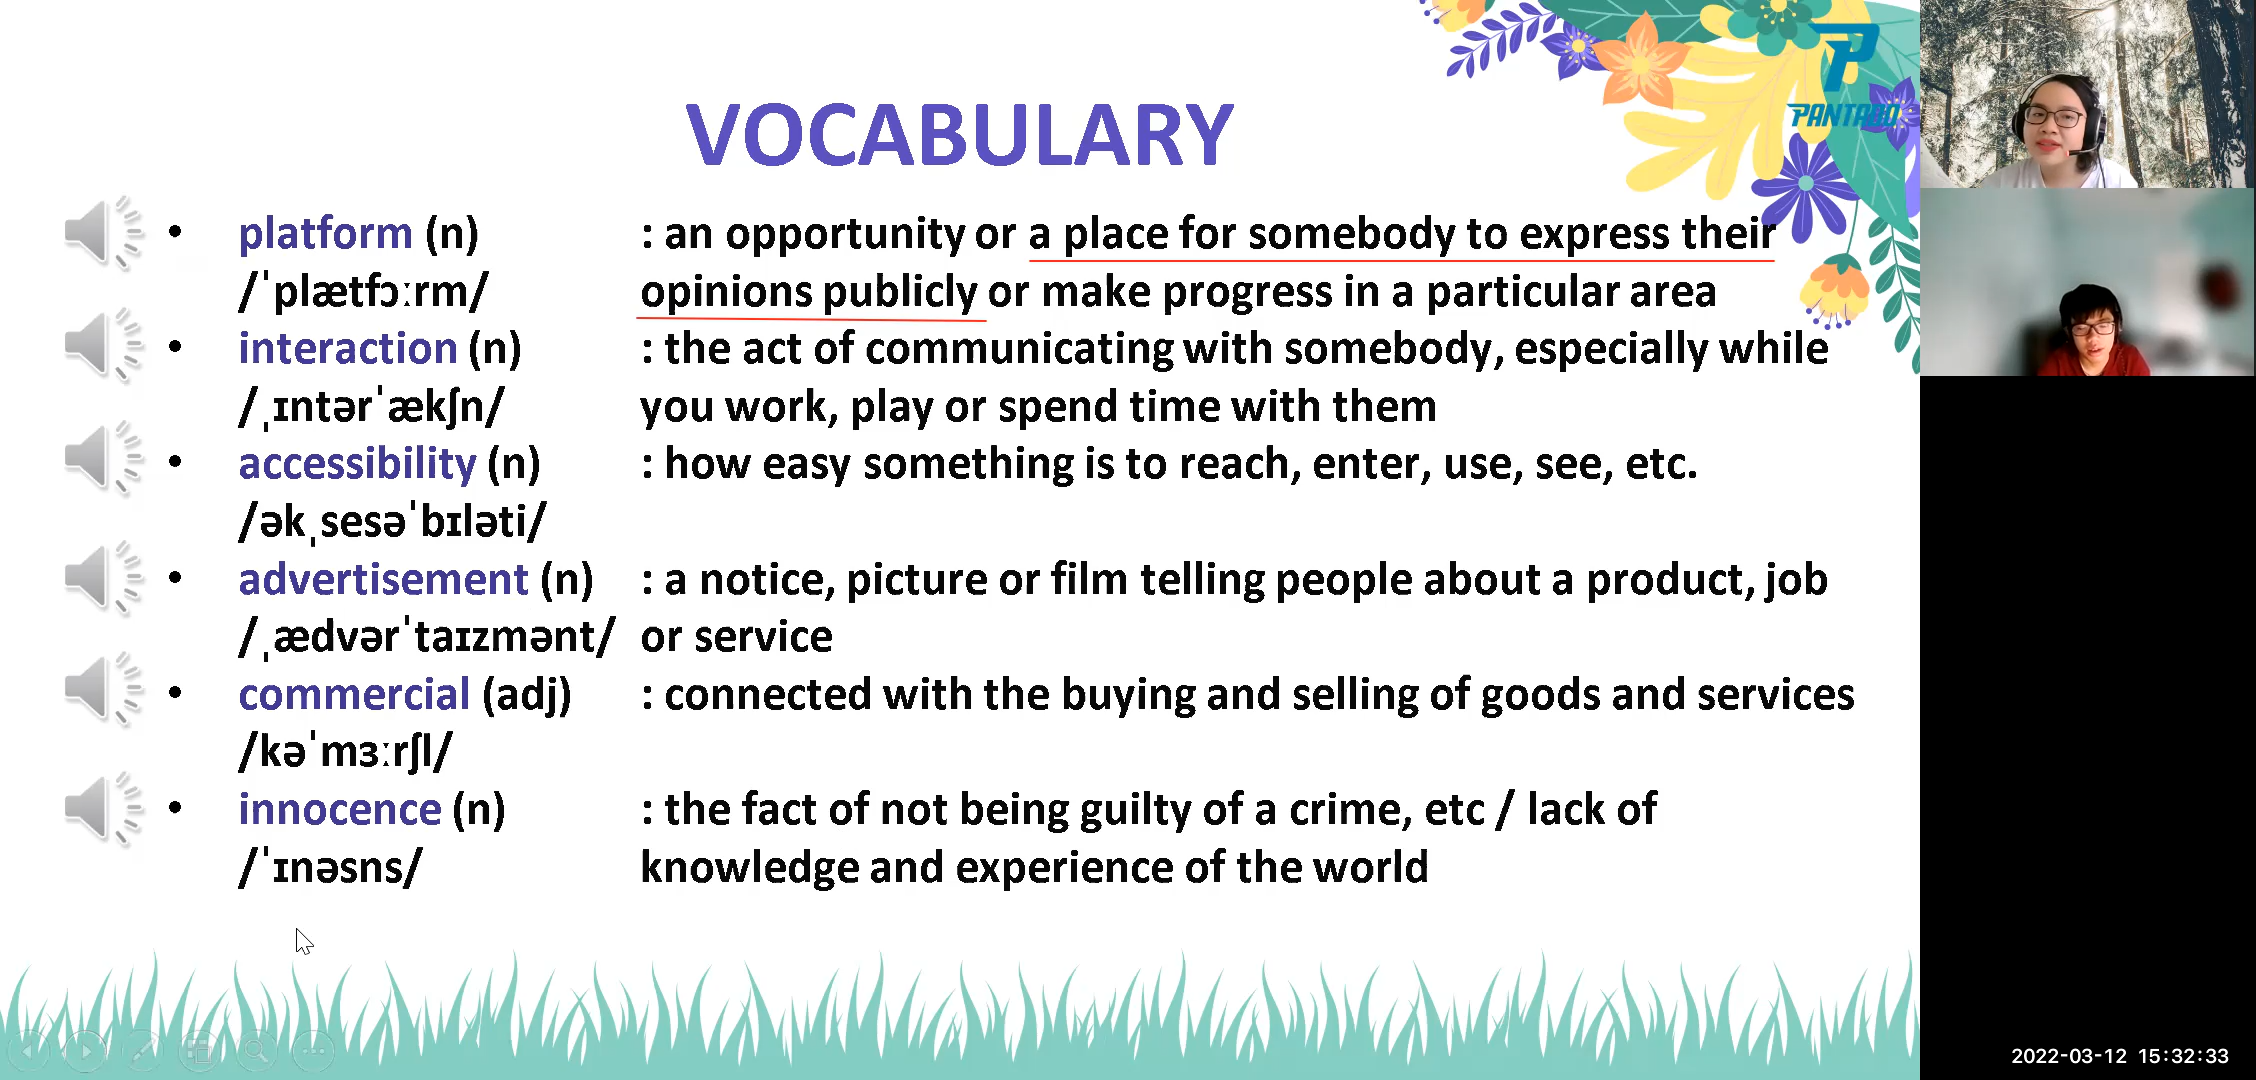 VOCABULARY
PANTADO
• platform (n) : an opportunity or a place for somebody to express their
/ˈplætfɔːrm/ opinions publicly or make progress in a particular area
• interaction (n) : the act of communicating with somebody, especially while
/ˌɪntərˈækʃn/ you work, play or spend time with them
• accessibility (n) : how easy something is to reach, enter, use, see, etc.
/əkˌsesəˈbɪləti/
• advertisement (n) : a notice, picture or film telling people about a product, job
/ˌædvərˈtaɪzmənt/ or service
• commercial (adj) : connected with the buying and selling of goods and services
/kəˈmɜːrʃl/
• innocence (n) : the fact of not being guilty of a crime, etc / lack of
/ˈɪnəsns/ knowledge and experience of the world
2022-03-12 15:32:33